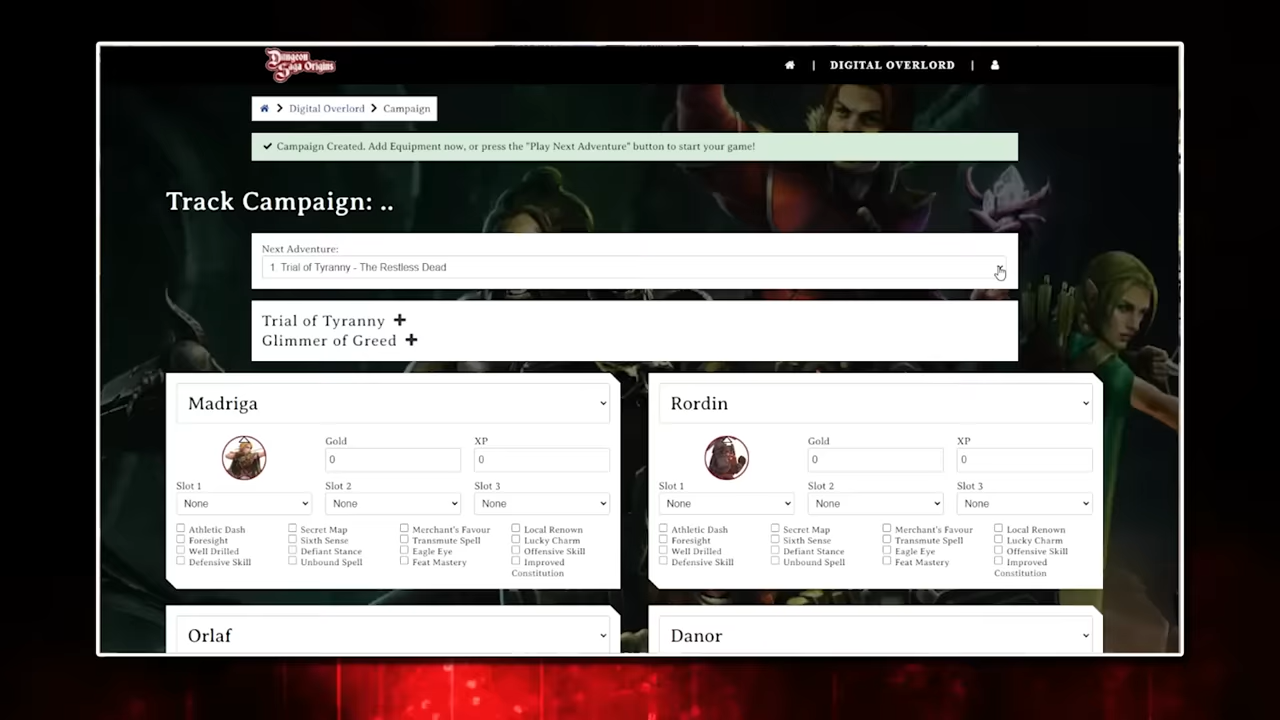 Dungeon
Saga Origins
| DIGITAL OVERLORD |
Digital Overlord Campaign
Campaign Created. Add Equipment now, or press the "Play Next Adventure" button to start your game!
Track Campaign: ..
Next Adventure:
1 Trial of Tyranny - The Restless Dead
Trial of Tyranny
Glimmer of Greed
Madriga
Gold XP
0 0
Slot 1 Slot 2 Slot 3
None None None
Athletic Dash Secret Map Merchant's Favour Local Renown
Foresight Sixth Sense Transmute Spell Lucky Charm
Well Drilled Defiant Stance Eagle Eye Offensive Skill
Defensive Skill Unbound Spell Feat Mastery Improved
Constitution
Rordin
Gold XP
0 0
Slot 1 Slot 2 Slot 3
None None None
Athletic Dash Secret Map Merchant's Favour Local Renown
Foresight Sixth Sense Transmute Spell Lucky Charm
Well Drilled Defiant Stance Eagle Eye Offensive Skill
Defensive Skill Unbound Spell Feat Mastery Improved
Constitution
Orlaf
Danor